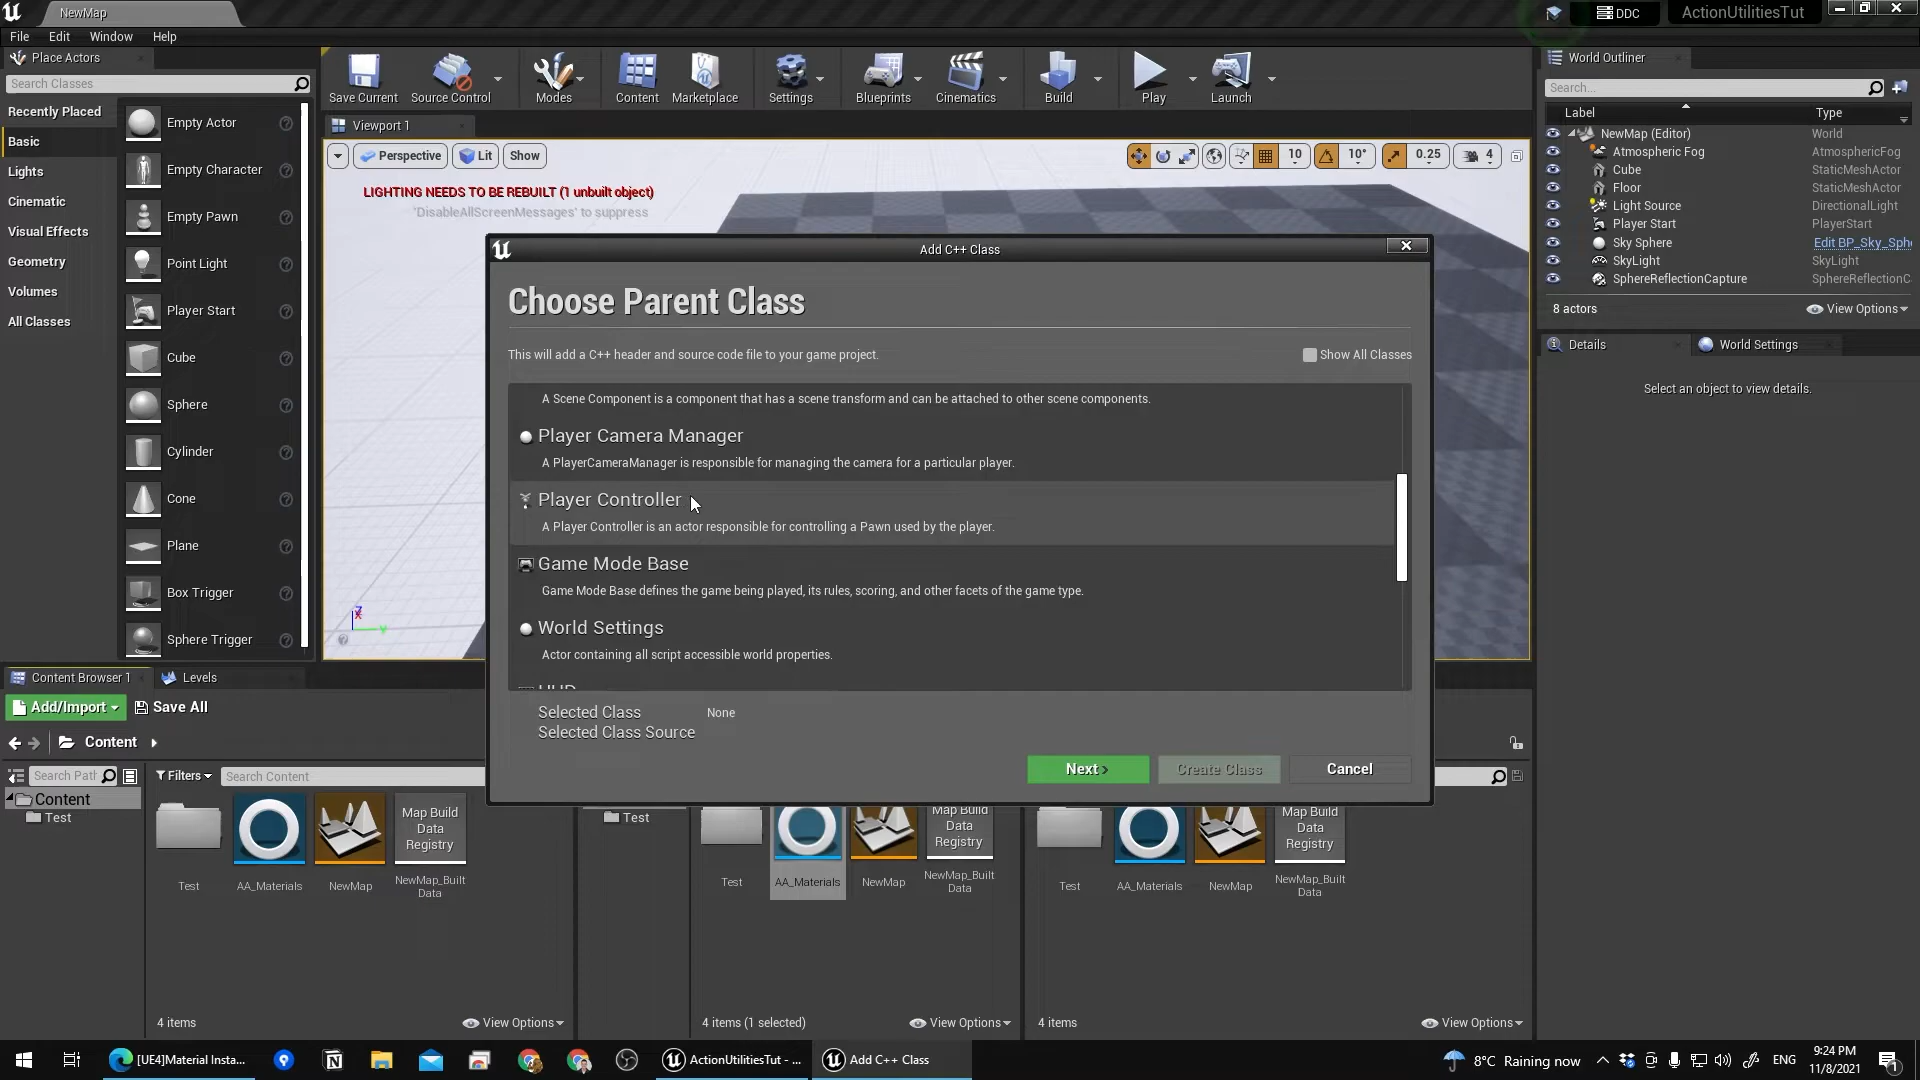 NewMap
DDC
ActionUtilitiesTut
File Edit Window Help
Place Actors
Search Classes
Recently Placed
Basic
Lights
Cinematic
Visual Effects
Geometry
Volumes
All Classes
Empty Actor
Empty Character
Empty Pawn
Point Light
Player Start
Cube
Sphere
Cylinder
Cone
Plane
Box Trigger
Sphere Trigger
Save Current
Source Control
Modes
Content
Marketplace
Settings
Blueprints
Cinematics
Build
Play
Launch
Viewport 1
Perspective Lit Show
10 10° 0.25 4
LIGHTING NEEDS TO BE REBUILT (1 unbuilt object)
'DisableAllScreenMessages' to suppress
Add C++ Class
Choose Parent Class
This will add a C++ header and source code file to your game project.
Show All Classes
A Scene Component is a component that has a scene transform and can be attached to other scene components.
Player Camera Manager
A PlayerCameraManager is responsible for managing the camera for a particular player.
Player Controller
A Player Controller is an actor responsible for controlling a Pawn used by the player.
Game Mode Base
Game Mode Base defines the game being played, its rules, scoring, and other facets of the game type.
World Settings
Actor containing all script accessible world properties.
HUD
Selected Class None
Selected Class Source
Next
Create Class
Cancel
World Outliner
Search...
Label Type
NewMap (Editor) World
Atmospheric Fog AtmosphericFog
Cube StaticMeshActor
Floor StaticMeshActor
Light Source DirectionalLight
Player Start PlayerStart
Sky Sphere Edit BP_Sky_Sphe
SkyLight SkyLight
SphereReflectionCapture SphereReflectionC
8 actors
View Options
Details
World Settings
Select an object to view details.
Content Browser 1
Levels
Add/Import
Save All
Content
Search Path
Filters
Search Content
Content
Test
Test
AA_Materials
NewMap
Map Build
Data
Registry
NewMap_Built
Data
4 items
View Options
Test
Test
AA_Materials
NewMap
Map Build
Data
Registry
NewMap_Built
Data
4 items (1 selected)
View Options
Test
AA_Materials
NewMap
Map Build
Data
Registry
NewMap_Built
Data
4 items
View Options
[UE4]Material Insta...
ActionUtilitiesTut - ...
Add C++ Class
8°C Raining now
ENG
9:24 PM
11/8/2021
1